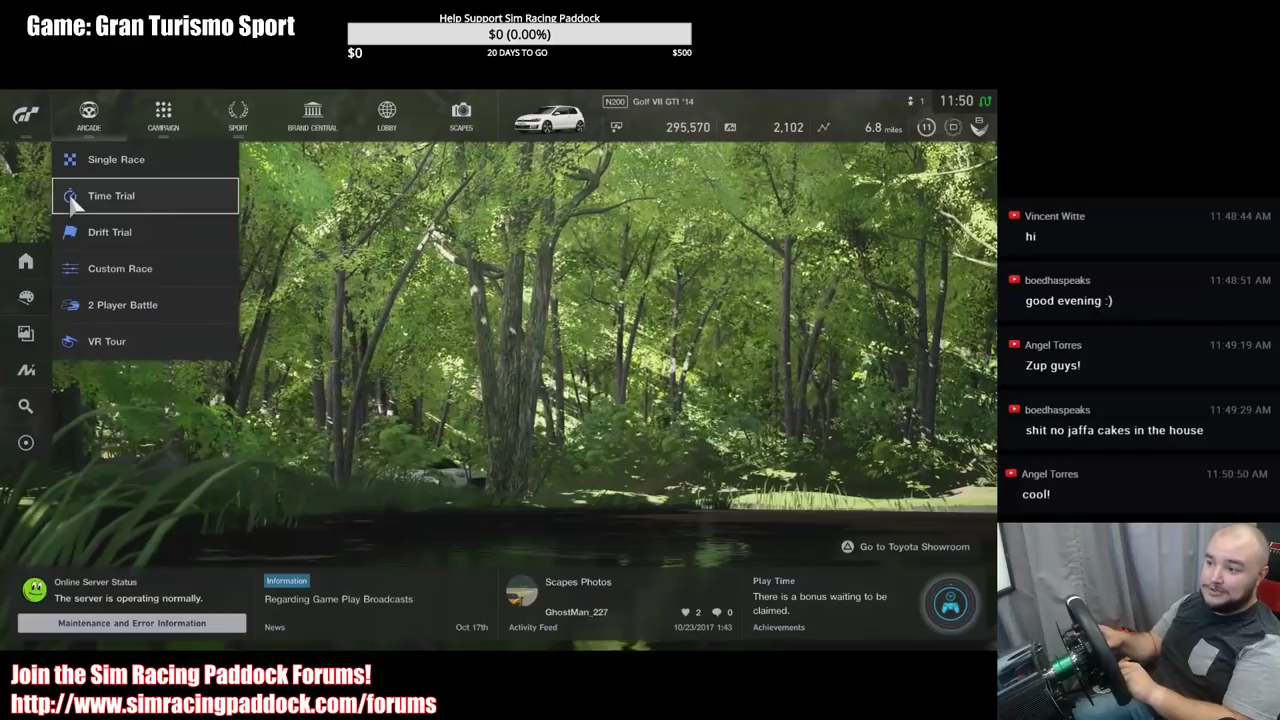 Game: Gran Turismo Sport
Help Support Sim Racing Paddock
$0 (0.00%)
$0
20 DAYS TO GO
$500
ARCADE
CAMPAIGN
SPORT
BRAND CENTRAL
LOBBY
SCAPES
N200
Golf VII GTI '14
1
11:50
295,570
2,102
6.8 miles
11
B
Single Race
Time Trial
Drift Trial
Custom Race
2 Player Battle
VR Tour
Vincent Witte
11:48:44 AM
hi
boedhaspeaks
11:48:51 AM
good evening :)
Angel Torres
11:49:19 AM
Zup guys!
boedhaspeaks
11:49:29 AM
shit no jaffa cakes in the house
Angel Torres
11:50:50 AM
cool!
Go to Toyota Showroom
Online Server Status
The server is operating normally.
Maintenance and Error Information
Information
Regarding Game Play Broadcasts
News
Oct 17th
Scapes Photos
GhostMan_227
2
0
Activity Feed
10/23/2017 1:43
Play Time
There is a bonus waiting to be
claimed.
Achievements
Join the Sim Racing Paddock Forums!
http://www.simracingpaddock.com/forums